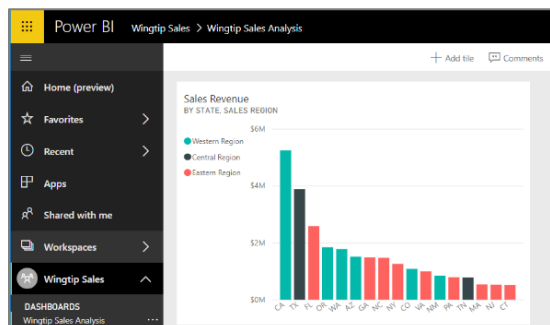 Power BI Wingtip Sales > Wingtip Sales Analysis
Add tile Comments
Home (preview)
Favorites
Recent
Apps
Shared with me
Workspaces
Wingtip Sales
DASHBOARDS
Wingtip Sales Analysis ...
Sales Revenue
BY STATE, SALES REGION
Western Region
Central Region
Eastern Region
$6M
$4M
$2M
$0M
CA TX FL OR WA AZ GA NC NY CO VA NM PA TN MA NJ CT